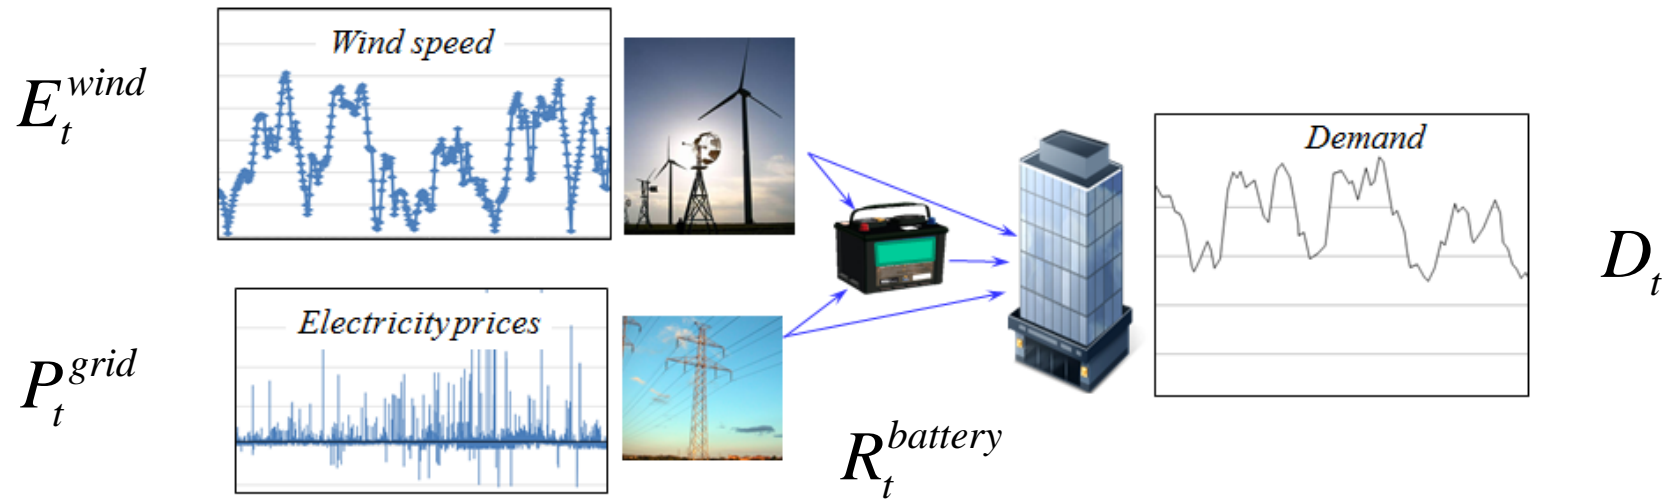 Wind speed
E_t^{wind}
Demand
D_t
Electricity prices
P_t^{grid}
R_t^{battery}